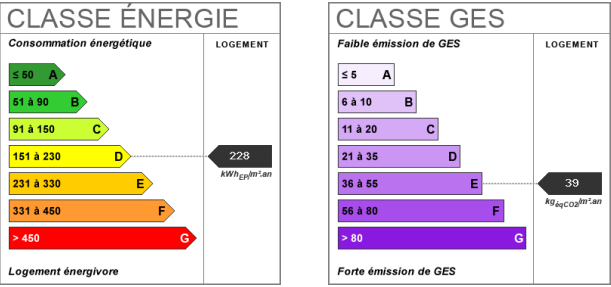 CLASSE ÉNERGIE
Consommation énergétique
LOGEMENT
≤ 50 A
51 à 90 B
91 à 150 C
151 à 230 D
228
kWhEP/m².an
231 à 330 E
331 à 450 F
> 450 G
Logement énergivore
CLASSE GES
Faible émission de GES
LOGEMENT
≤ 5 A
6 à 10 B
11 à 20 C
21 à 35 D
36 à 55 E
39
kgéqCO2/m².an
56 à 80 F
> 80 G
Forte émission de GES